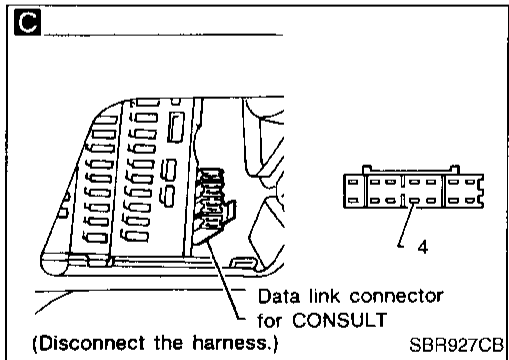 C
4
Data link connector
for CONSULT
(Disconnect the harness.)
SBR927CB